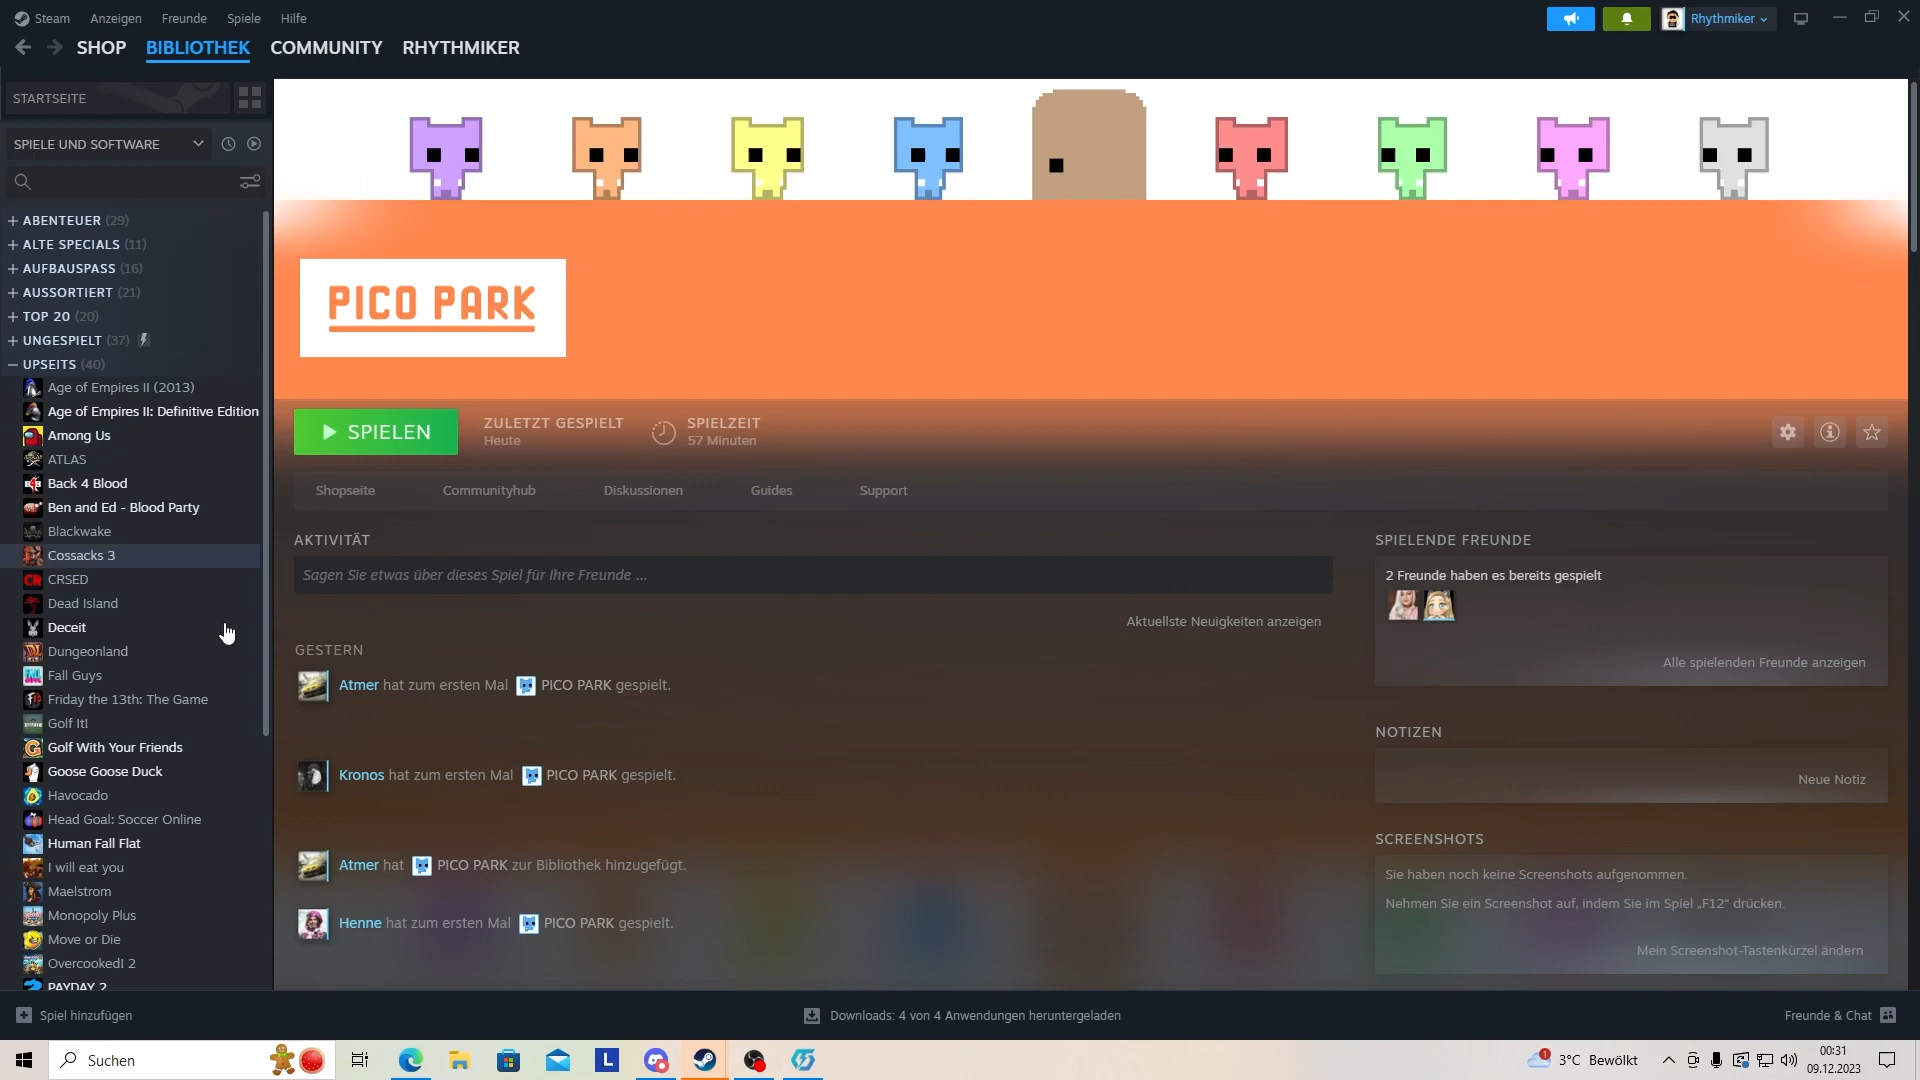 Steam Anzeigen Freunde Spiele Hilfe
Rhythmiker
SHOP BIBLIOTHEK COMMUNITY RHYTHMIKER
STARTSEITE
SPIELE UND SOFTWARE
ABENTEUER (29)
ALTE SPECIALS (11)
AUFBAUSPASS (16)
AUSSORTIERT (21)
TOP 20 (20)
UNGESPIELT (37)
UPSEITS (40)
Age of Empires II (2013)
Age of Empires II: Definitive Edition
Among Us
ATLAS
Back 4 Blood
Ben and Ed - Blood Party
Blackwake
Cossacks 3
CRSED
Dead Island
Deceit
Dungeonland
Fall Guys
Friday the 13th: The Game
Golf It!
Golf With Your Friends
Goose Goose Duck
Havocado
Head Goal: Soccer Online
Human Fall Flat
I will eat you
Maelstrom
Monopoly Plus
Move or Die
Overcooked! 2
PAYDAY 2
PICO PARK
SPIELEN
ZULETZT GESPIELT
Heute
SPIELZEIT
57 Minuten
Shopseite Communityhub Diskussionen Guides Support
AKTIVITÄT
Sagen Sie etwas über dieses Spiel für Ihre Freunde ...
Aktuellste Neuigkeiten anzeigen
GESTERN
Atmer hat zum ersten Mal PICO PARK gespielt.
Kronos hat zum ersten Mal PICO PARK gespielt.
Atmer hat PICO PARK zur Bibliothek hinzugefügt.
Henne hat zum ersten Mal PICO PARK gespielt.
SPIELENDE FREUNDE
2 Freunde haben es bereits gespielt
Alle spielenden Freunde anzeigen
NOTIZEN
Neue Notiz
SCREENSHOTS
Sie haben noch keine Screenshots aufgenommen.
Nehmen Sie ein Screenshot auf, indem Sie im Spiel „F12“ drücken.
Mein Screenshot-Tastenkürzel ändern
Spiel hinzufügen
Downloads: 4 von 4 Anwendungen heruntergeladen
Freunde & Chat
Suchen
L
1
3°C Bewölkt
00:31
09.12.2023